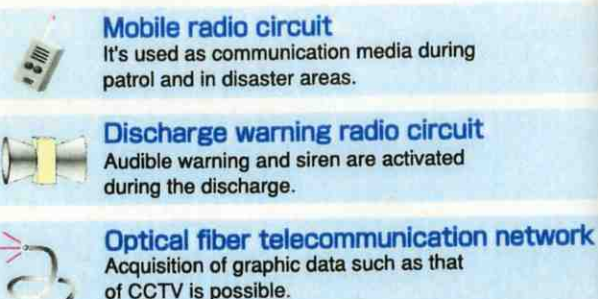 Mobile radio circuit
It's used as communication media during
patrol and in disaster areas.
Discharge warning radio circuit
Audible warning and siren are activated
during the discharge.
Optical fiber telecommunication network
Acquisition of graphic data such as that
of CCTV is possible.